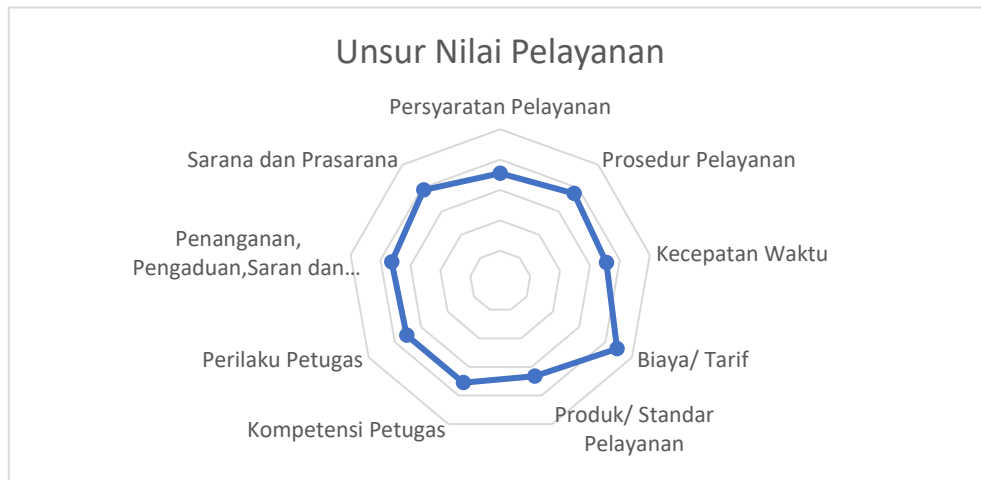 Unsur Nilai Pelayanan
Persyaratan Pelayanan
Prosedur Pelayanan
Kecepatan Waktu
Biaya/ Tarif
Produk/ Standar
Pelayanan
Kompetensi Petugas
Perilaku Petugas
Penanganan,
Pengaduan,Saran dan...
Sarana dan Prasarana